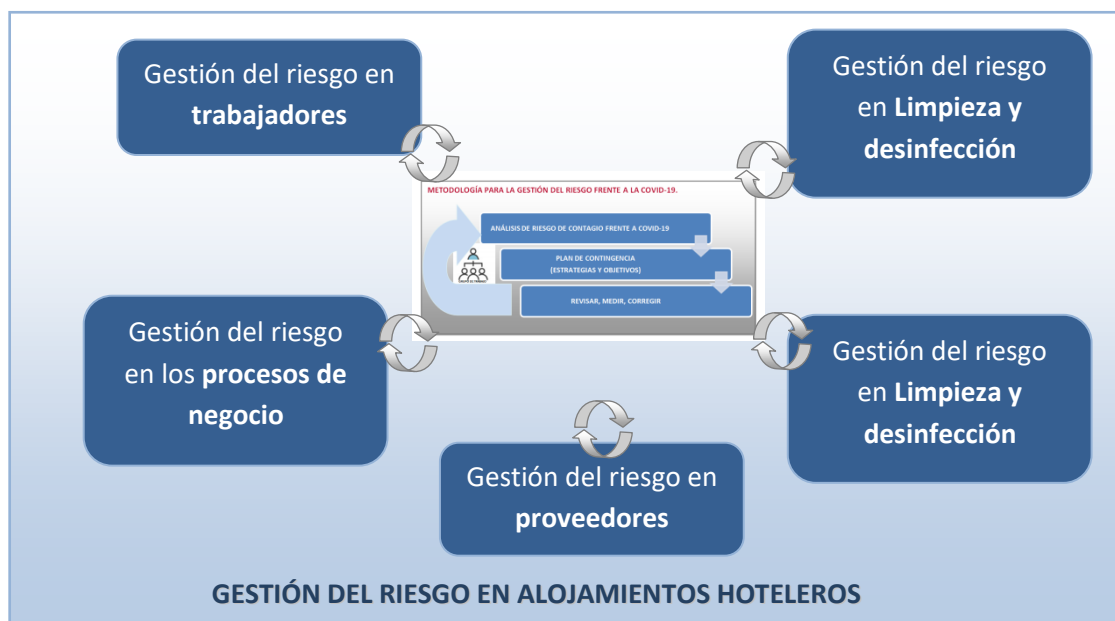 Gestión del riesgo en
trabajadores
Gestión del riesgo
en Limpieza y
desinfección
METODOLOGÍA PARA LA GESTIÓN DEL RIESGO FRENTE A LA COVID-19.
ANÁLISIS DE RIESGO DE CONTAGIO FRENTE A COVID-19
PLAN DE CONTINGENCIA
(ESTRATEGIAS Y OBJETIVOS)
REVISAR, MEDIR, CORREGIR
Gestión del riesgo
en los procesos de
negocio
Gestión del riesgo
en Limpieza y
desinfección
Gestión del riesgo en
proveedores
GESTIÓN DEL RIESGO EN ALOJAMIENTOS HOTELEROS